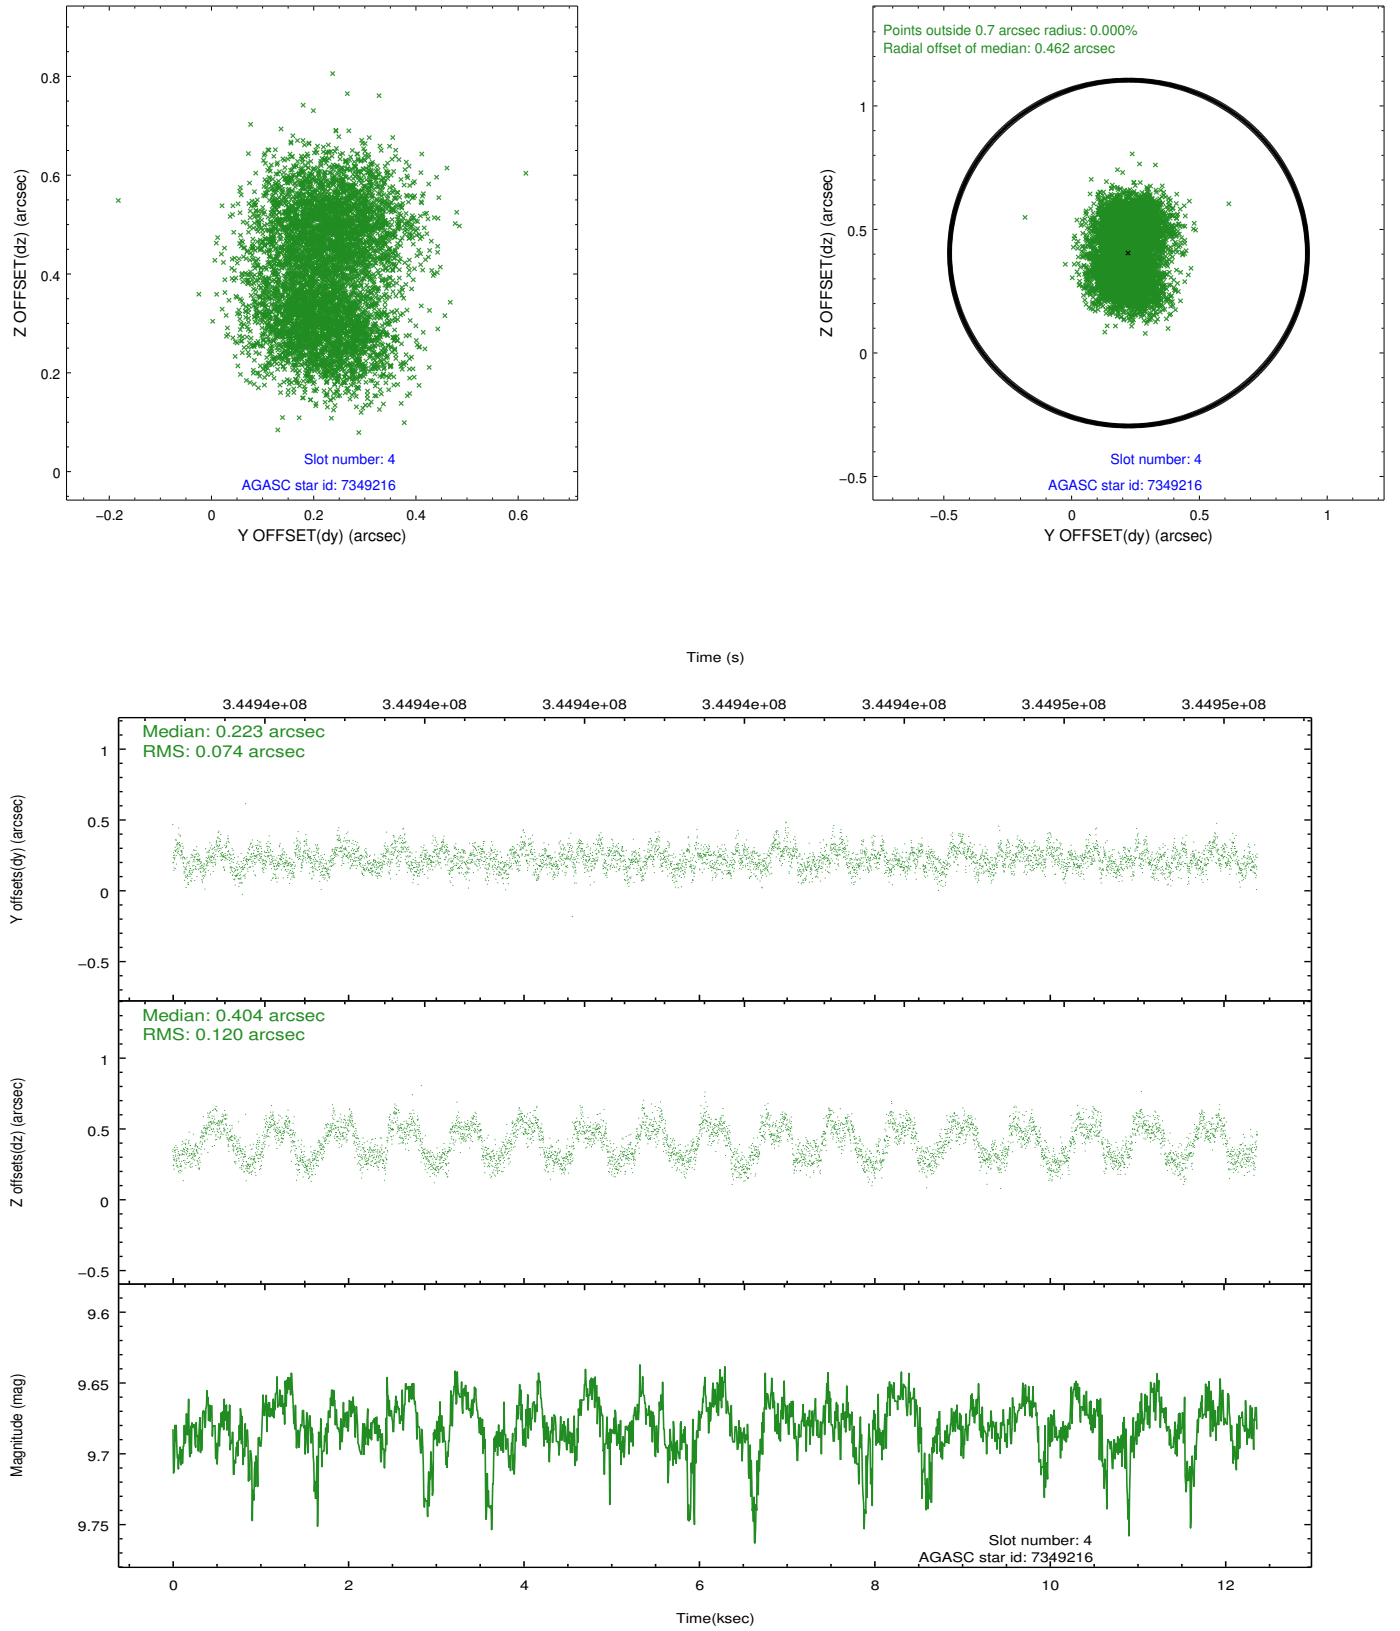 0.8
0.6
0.4
0.2
0
−0.2
0
0.2
0.4
0.6
Z OFFSET(dz) (arcsec)
Y OFFSET(dy) (arcsec)
Slot number: 4
AGASC star id: 7349216
Points outside 0.7 arcsec radius: 0.000%
Radial offset of median: 0.462 arcsec
1
0.5
0
−0.5
−0.5
0
0.5
1
Z OFFSET(dz) (arcsec)
Y OFFSET(dy) (arcsec)
Slot number: 4
AGASC star id: 7349216
Time (s)
3.4494e+08
3.4494e+08
3.4494e+08
3.4494e+08
3.4494e+08
3.4495e+08
3.4495e+08
Median: 0.223 arcsec
RMS: 0.074 arcsec
1
0.5
0
−0.5
Y offsets(dy) (arcsec)
Median: 0.404 arcsec
RMS: 0.120 arcsec
1
0.5
0
−0.5
Z offsets(dz) (arcsec)
9.6
9.65
9.7
9.75
Magnitude (mag)
Slot number: 4
AGASC star id: 7349216
0
2
4
6
8
10
12
Time(ksec)